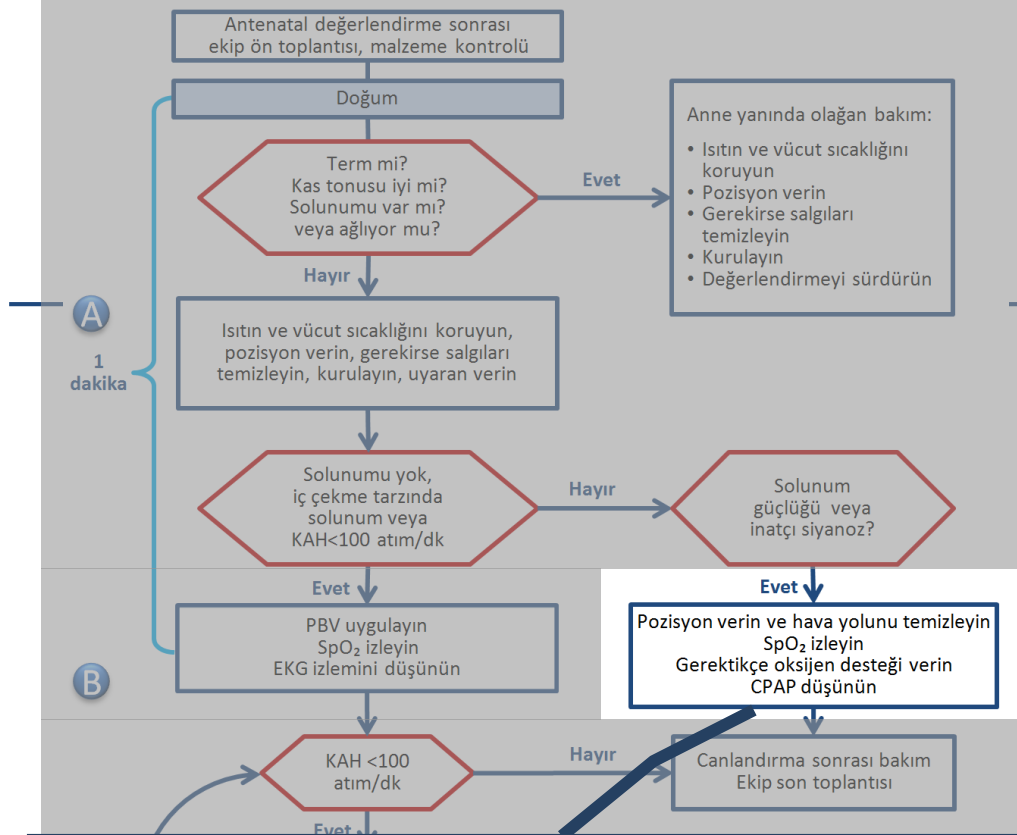 Antenatal değerlendirme sonrası
ekip ön toplantısı, malzeme kontrolü
Doğum
Term mi?
Kas tonusu iyi mi?
Solunumu var mı?
veya ağlıyor mu?
Evet
Anne yanında olağan bakım:
• Isıtın ve vücut sıcaklığını
koruyun
• Pozisyon verin
• Gerekirse salgıları
temizleyin
• Kurulayın
• Değerlendirmeyi sürdürün
Hayır
A
1
dakika
Isıtın ve vücut sıcaklığını koruyun,
pozisyon verin, gerekirse salgıları
temizleyin, kurulayın, uyaran verin
Solunumu yok,
iç çekme tarzında
solunum veya
KAH<100 atım/dk
Hayır
Solunum
güçlüğü veya
inatçı siyanoz?
Evet
Evet
B
PBV uygulayın
SpO₂ izleyin
EKG izlemini düşünün
Pozisyon verin ve hava yolunu temizleyin
SpO₂ izleyin
Gerektikçe oksijen desteği verin
CPAP düşünün
KAH <100
atım/dk
Hayır
Canlandırma sonrası bakım
Ekip son toplantısı
Evet